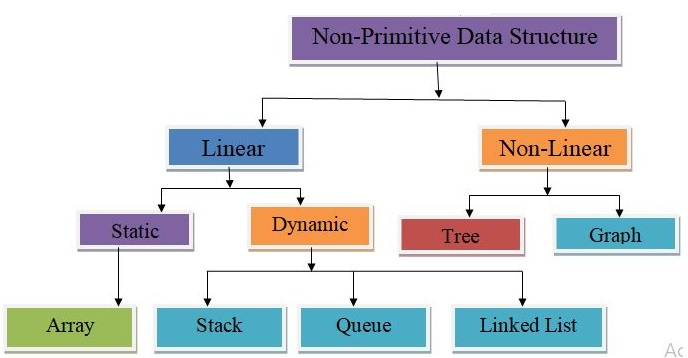 Non-Primitive Data Structure
Linear
Non-Linear
Static
Dynamic
Tree
Graph
Array
Stack
Queue
Linked List